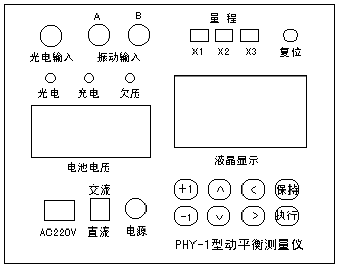 A B 量 程
光电输入 振动输入 X1 X2 X3 复位
光电 充电 欠压
电池电压 液晶显示
交流 +1 ∧ < 保持
-1 ∨ > 执行
AC220V 直流 电源
PHY-1型动平衡测量仪